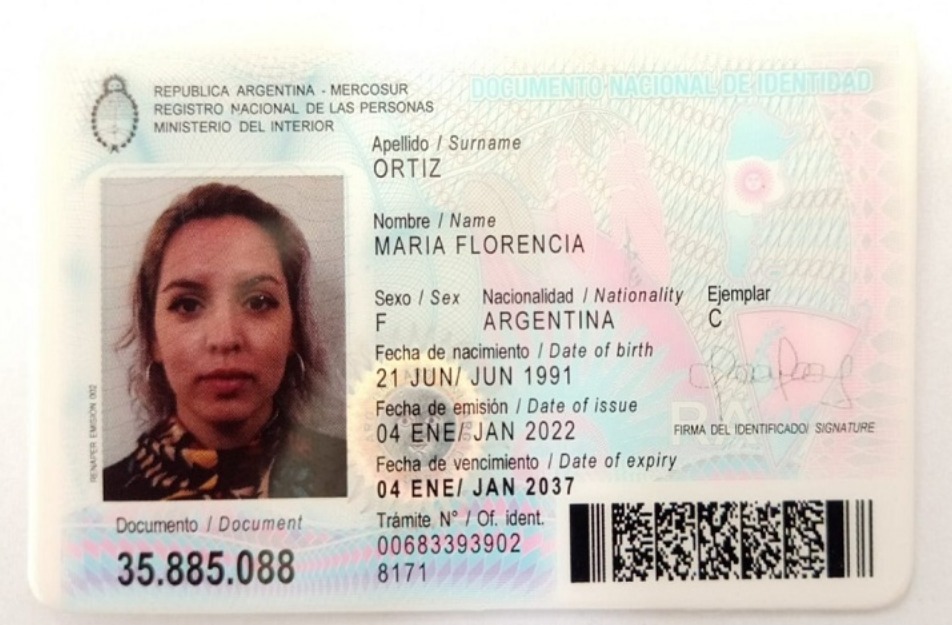 REPUBLICA ARGENTINA - MERCOSUR
REGISTRO NACIONAL DE LAS PERSONAS
MINISTERIO DEL INTERIOR
DOCUMENTO NACIONAL DE IDENTIDAD
Apellido / Surname
ORTIZ
Nombre / Name
MARIA FLORENCIA
Sexo / Sex Nacionalidad / Nationality Ejemplar
F ARGENTINA C
Fecha de nacimiento / Date of birth
21 JUN/ JUN 1991
Fecha de emisión / Date of issue
04 ENE/ JAN 2022
RA
FIRMA DEL IDENTIFICADO/ SIGNATURE
Fecha de vencimiento / Date of expiry
04 ENE/ JAN 2037
RENAPER EMISION 002
Documento / Document
35.885.088
Trámite N° / Of. ident.
00683393902
8171